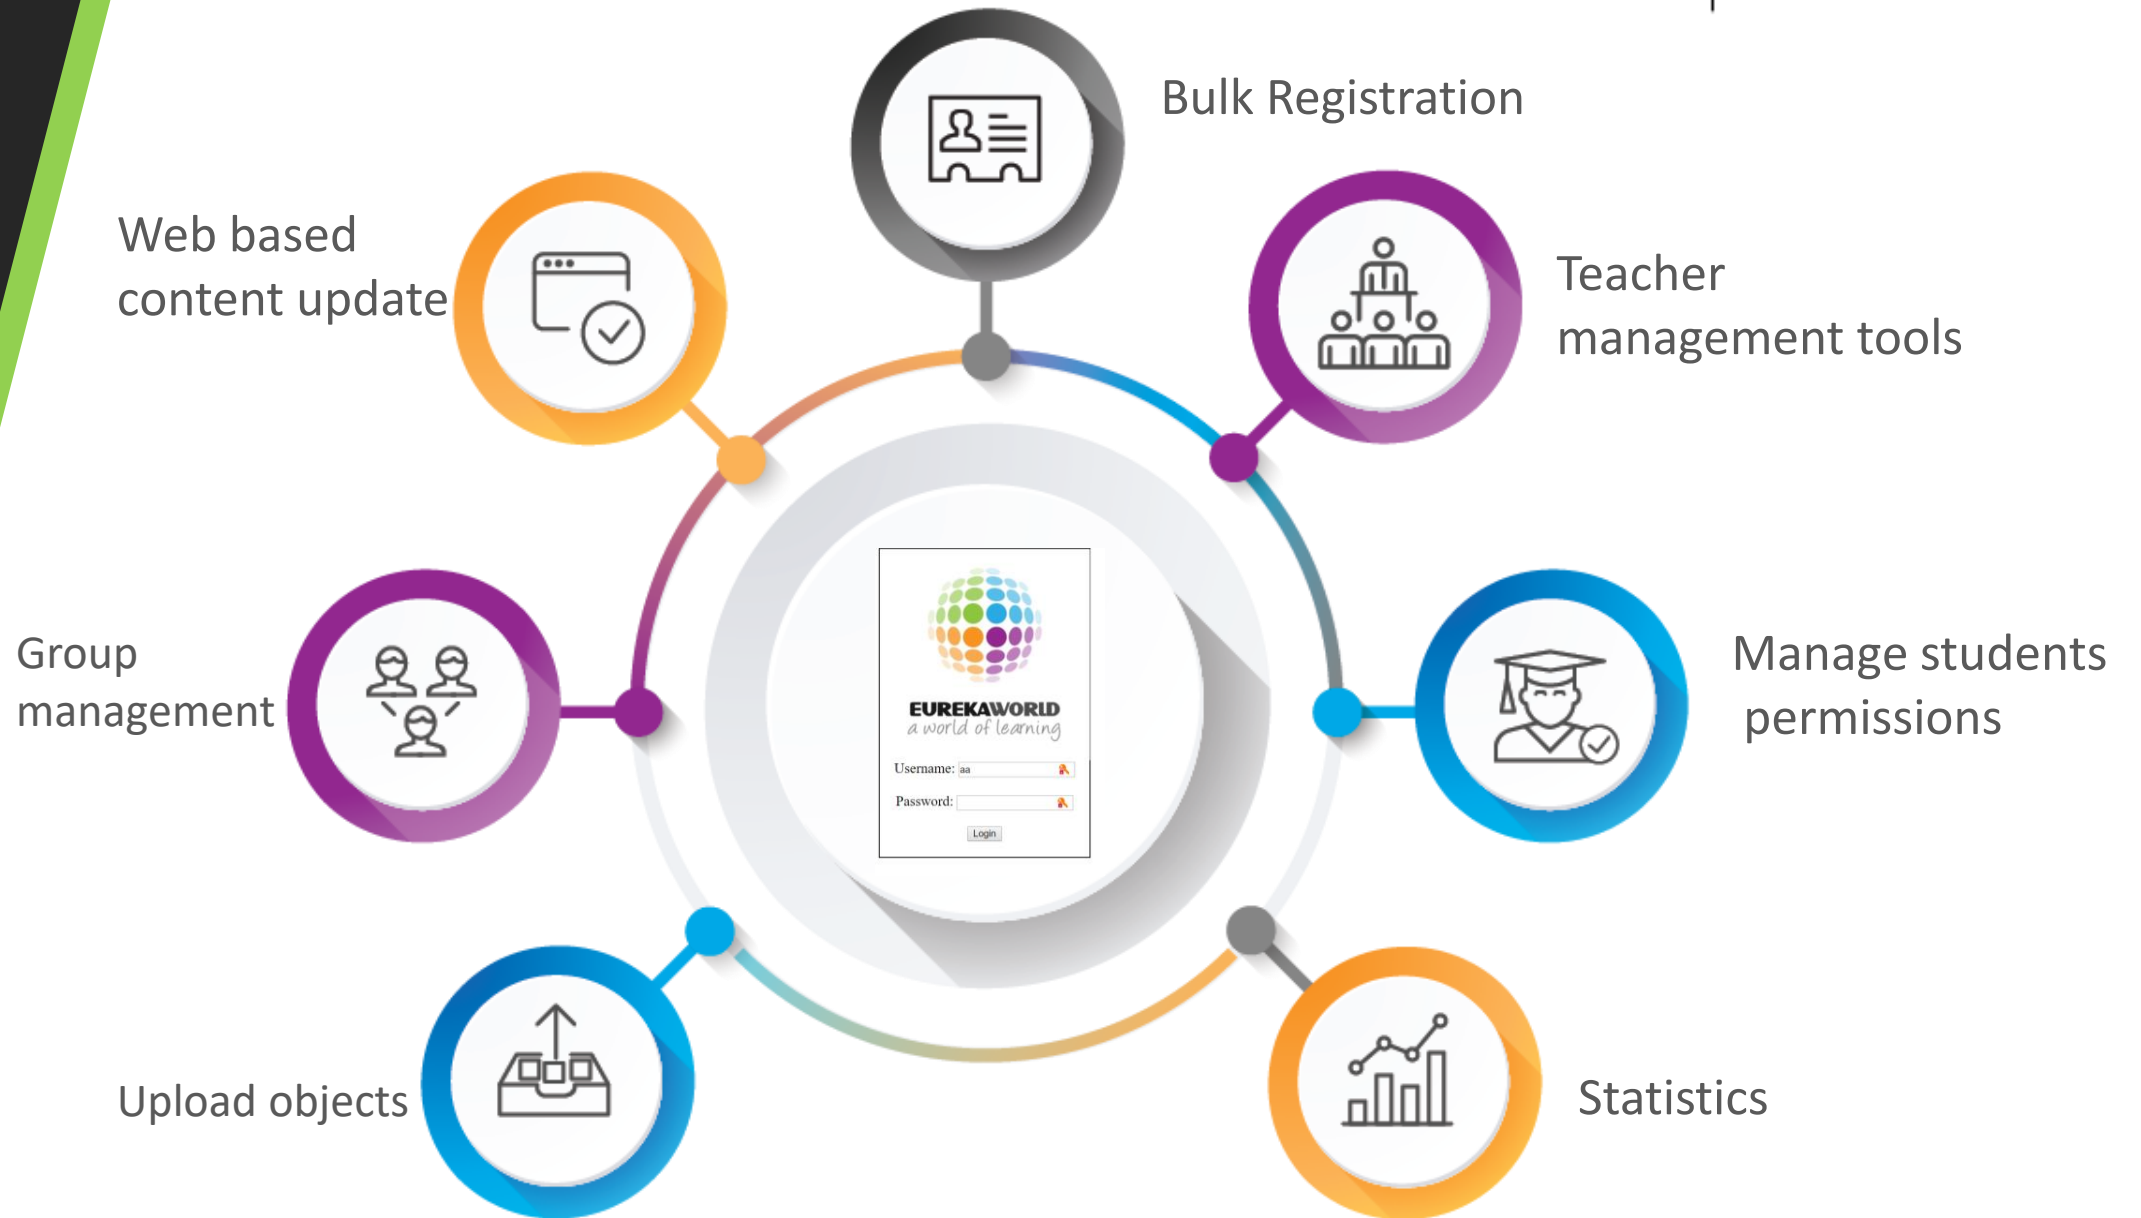 Bulk Registration
Web based
content update
Teacher
management tools
Group
management
Manage students
permissions
EUREKAWORLD
a world of learning
Username: aa
Password:
Login
Upload objects
Statistics